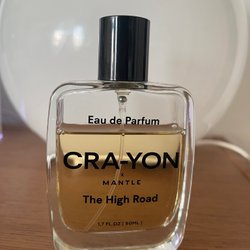 Eau de Parfum
CRA-YON
x
MANTLE
The High Road
1.7 FL.OZ | 50ML |